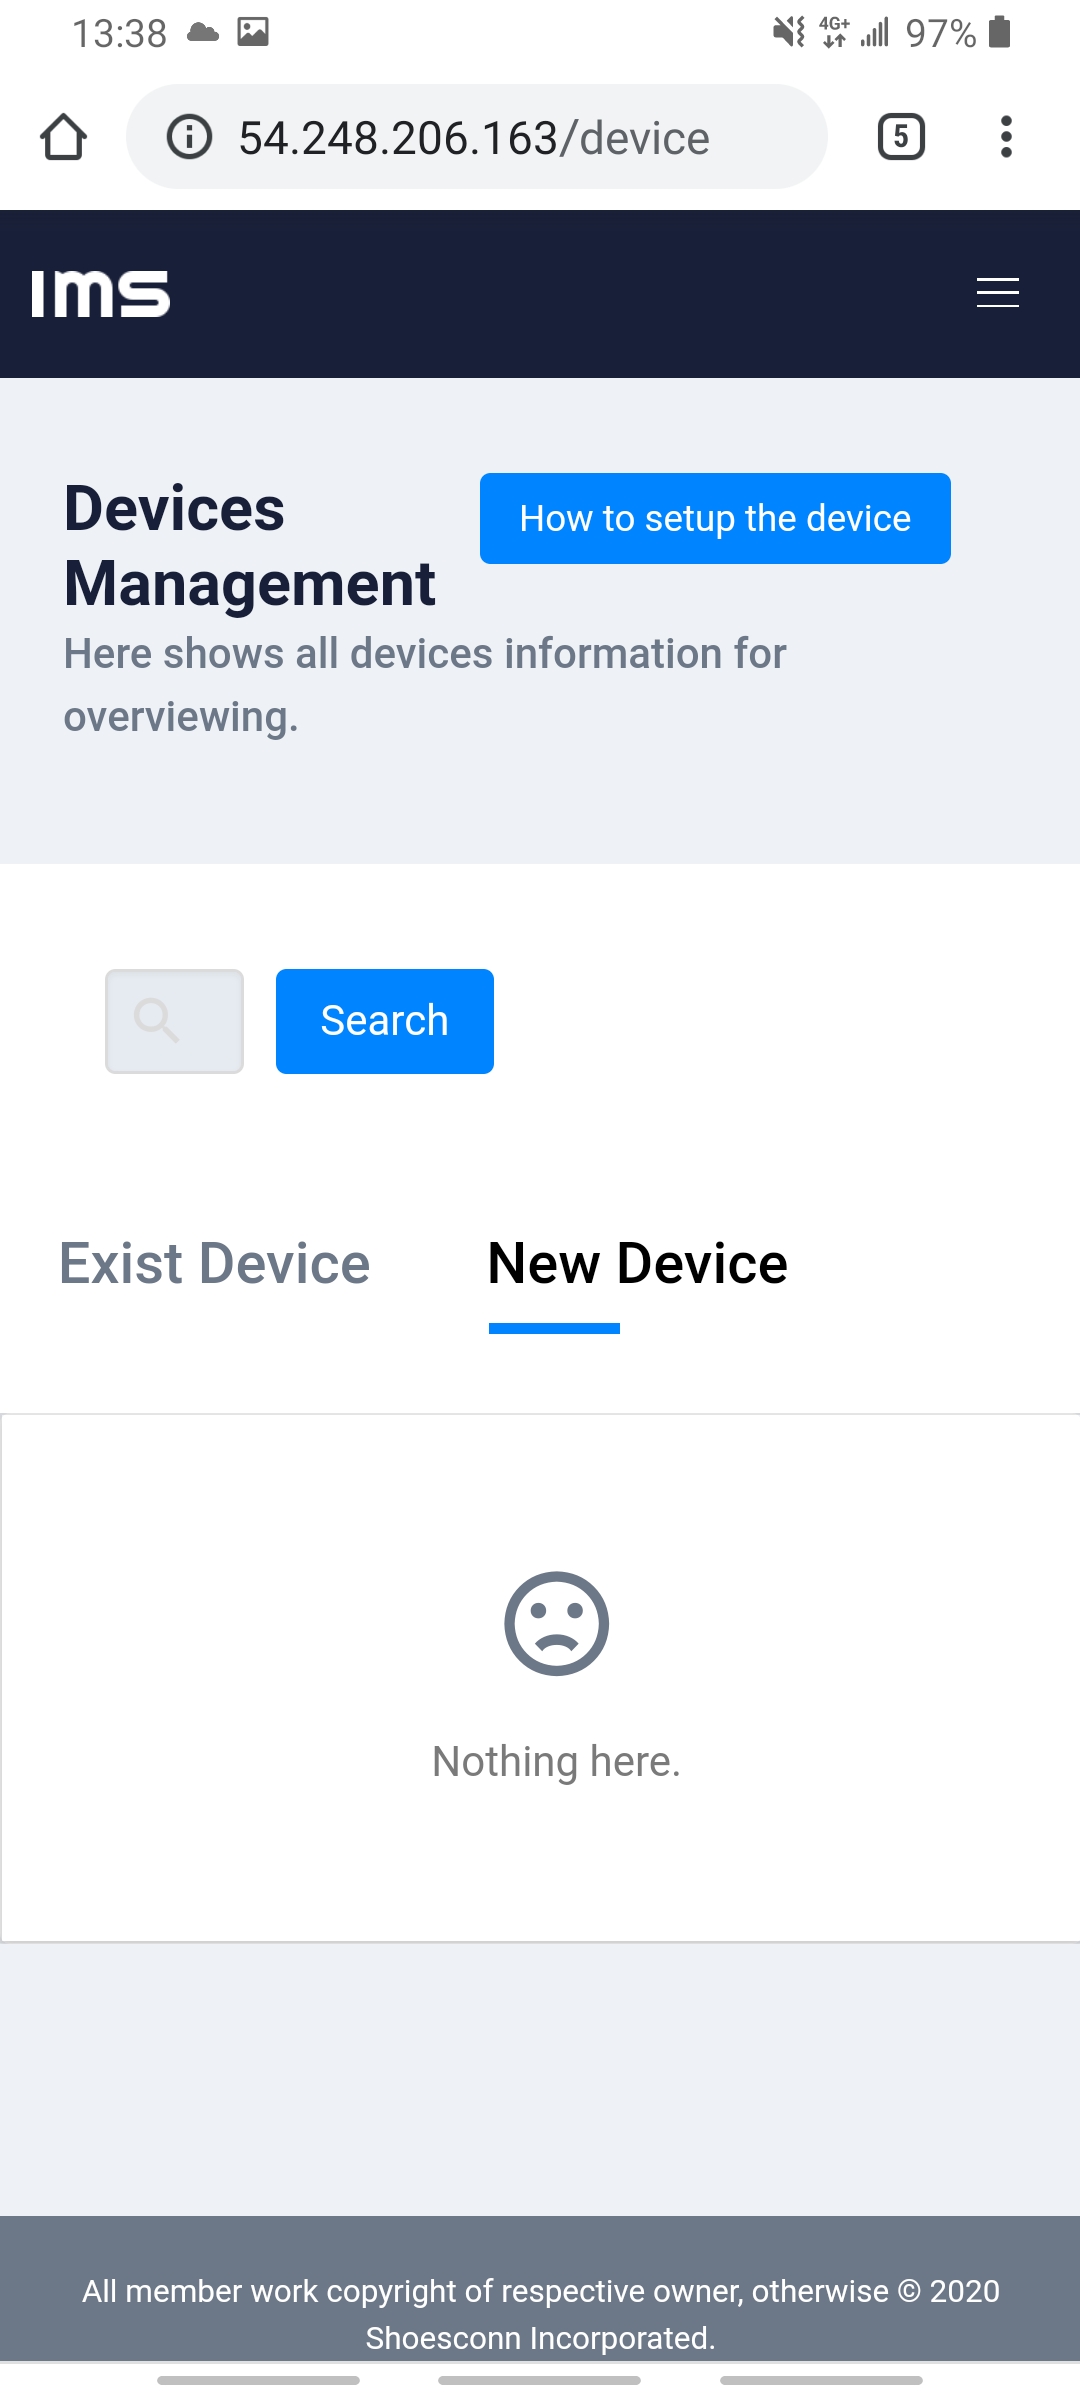 13:38
4G+ 97%
54.248.206.163/device
5
IMS
Devices
Management
How to setup the device
Here shows all devices information for
overviewing.
Search
Exist Device
New Device
Nothing here.
All member work copyright of respective owner, otherwise © 2020
Shoesconn Incorporated.